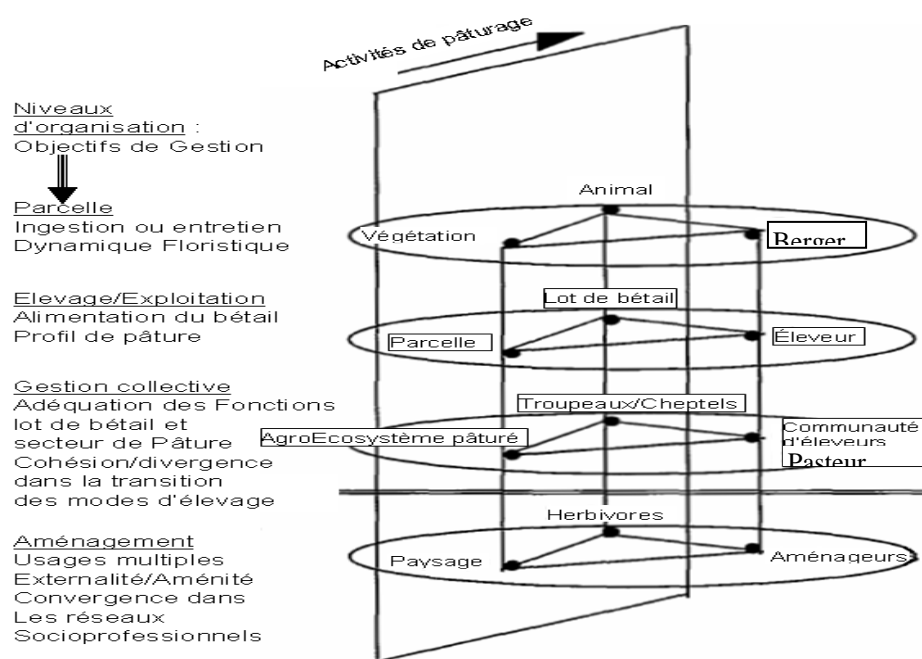 Activités de pâturage
Niveaux
d'organisation :
Objectifs de Gestion
Parcelle
Ingestion ou entretien
Dynamique Floristique
Animal
Végétation
Berger
Elevage/Exploitation
Alimentation du bétail
Profil de pâture
Lot de bétail
Parcelle
Éleveur
Gestion collective
Adéquation des Fonctions
lot de bétail et
secteur de Pâture
Cohésion/divergence
dans la transition
des modes d'élevage
Troupeaux/Cheptels
AgroEcosystème pâturé
Communauté
d'éleveurs
Pasteur
Aménagement
Usages multiples
Externalité/Aménité
Convergence dans
Les réseaux
Socioprofessionnels
Herbivores
Paysage
Aménageurs